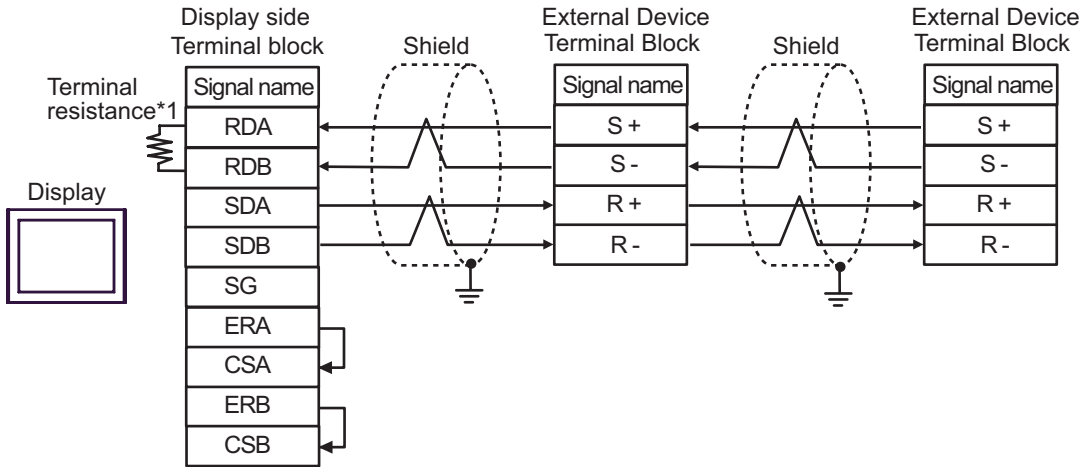 Display side
Terminal block
Shield
External Device
Terminal Block
Shield
External Device
Terminal Block
Terminal
resistance*1
Display
Signal name
RDA
RDB
SDA
SDB
SG
ERA
CSA
ERB
CSB
Signal name
S +
S -
R +
R -
Signal name
S +
S -
R +
R -